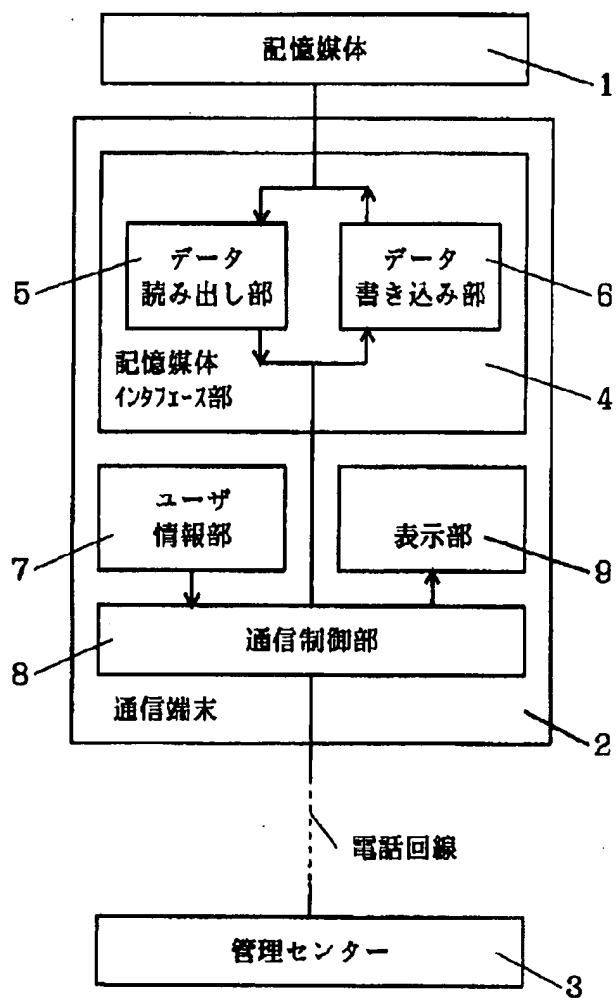 記憶媒体
1
データ
読み出し部
5
データ
書き込み部
6
記憶媒体
インタフェース部
4
ユーザ
情報部
7
表示部
9
通信制御部
8
通信端末
2
電話回線
管理センター
3